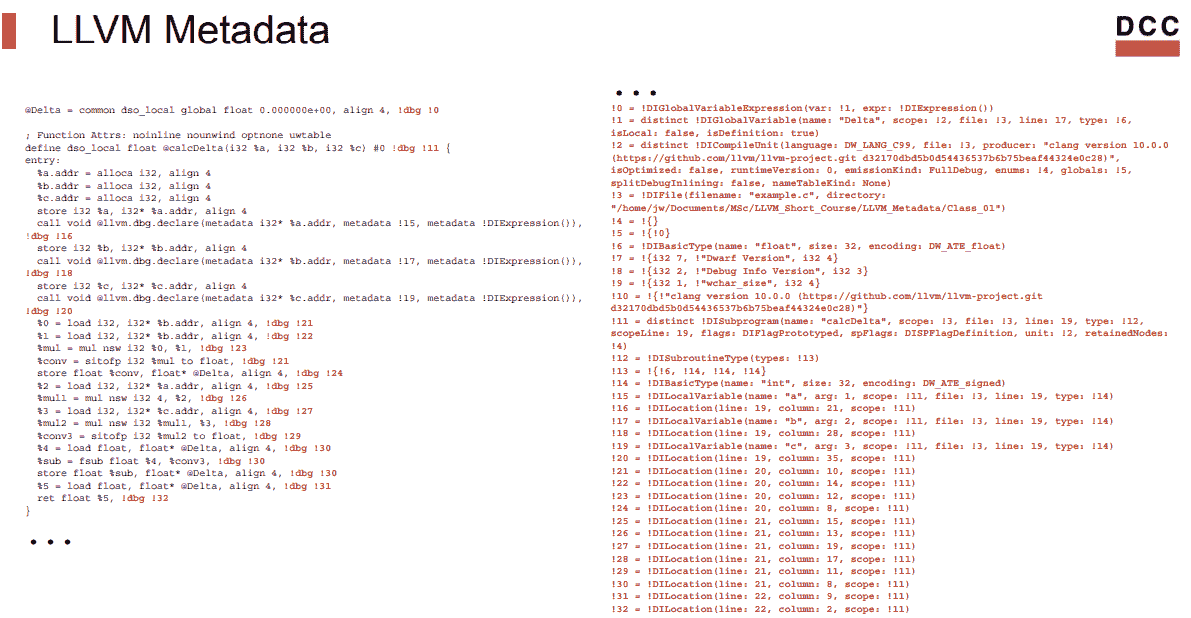 LLVM Metadata
DCC
@Delta = common dso_local global float 0.000000e+00, align 4, !dbg !0
; Function Attrs: noinline nounwind optnone uwtable
define dso_local float @calcDelta(i32 %a, i32 %b, i32 %c) #0 !dbg !11 {
entry:
%a.addr = alloca i32, align 4
%b.addr = alloca i32, align 4
%c.addr = alloca i32, align 4
store i32 %a, i32* %a.addr, align 4
call void @llvm.dbg.declare(metadata i32* %a.addr, metadata !15, metadata !DIExpression()),
!dbg !16
store i32 %b, i32* %b.addr, align 4
call void @llvm.dbg.declare(metadata i32* %b.addr, metadata !17, metadata !DIExpression()),
!dbg !18
store i32 %c, i32* %c.addr, align 4
call void @llvm.dbg.declare(metadata i32* %c.addr, metadata !19, metadata !DIExpression()),
!dbg !20
%0 = load i32, i32* %b.addr, align 4, !dbg !21
%1 = load i32, i32* %b.addr, align 4, !dbg !22
%mul = mul nsw i32 %0, %1, !dbg !23
%conv = sitofp i32 %mul to float, !dbg !21
store float %conv, float* @Delta, align 4, !dbg !24
%2 = load i32, i32* %a.addr, align 4, !dbg !25
%mul1 = mul nsw i32 4, %2, !dbg !26
%3 = load i32, i32* %c.addr, align 4, !dbg !27
%mul2 = mul nsw i32 %mul1, %3, !dbg !28
%conv3 = sitofp i32 %mul2 to float, !dbg !29
%4 = load float, float* @Delta, align 4, !dbg !30
%sub = fsub float %4, %conv3, !dbg !30
store float %sub, float* @Delta, align 4, !dbg !30
%5 = load float, float* @Delta, align 4, !dbg !31
ret float %5, !dbg !32
}
...
...
!0 = !DIGlobalVariableExpression(var: !1, expr: !DIExpression())
!1 = distinct !DIGlobalVariable(name: "Delta", scope: !2, file: !3, line: 17, type: !6,
isLocal: false, isDefinition: true)
!2 = distinct !DICompileUnit(language: DW_LANG_C99, file: !3, producer: "clang version 10.0.0
(https://github.com/llvm/llvm-project.git d32170dbd5b0d54436537b6b75beaf44324e0c28)",
isOptimized: false, runtimeVersion: 0, emissionKind: FullDebug, enums: !4, globals: !5,
splitDebugInlining: false, nameTableKind: None)
!3 = !DIFile(filename: "example.c", directory:
"/home/jw/Documents/MSc/LLVM_Short_Course/LLVM_Metadata/Class_01")
!4 = !{}
!5 = !{!0}
!6 = !DIBasicType(name: "float", size: 32, encoding: DW_ATE_float)
!7 = !{i32 7, !"Dwarf Version", i32 4}
!8 = !{i32 2, !"Debug Info Version", i32 3}
!9 = !{i32 1, !"wchar_size", i32 4}
!10 = !{!"clang version 10.0.0 (https://github.com/llvm/llvm-project.git
d32170dbd5b0d54436537b6b75beaf44324e0c28)"}
!11 = distinct !DISubprogram(name: "calcDelta", scope: !3, file: !3, line: 19, type: !12,
scopeLine: 19, flags: DIFlagPrototyped, spFlags: DISPFlagDefinition, unit: !2, retainedNodes:
!4)
!12 = !DISubroutineType(types: !13)
!13 = !{!6, !14, !14, !14}
!14 = !DIBasicType(name: "int", size: 32, encoding: DW_ATE_signed)
!15 = !DILocalVariable(name: "a", arg: 1, scope: !11, file: !3, line: 19, type: !14)
!16 = !DILocation(line: 19, column: 21, scope: !11)
!17 = !DILocalVariable(name: "b", arg: 2, scope: !11, file: !3, line: 19, type: !14)
!18 = !DILocation(line: 19, column: 28, scope: !11)
!19 = !DILocalVariable(name: "c", arg: 3, scope: !11, file: !3, line: 19, type: !14)
!20 = !DILocation(line: 19, column: 35, scope: !11)
!21 = !DILocation(line: 20, column: 10, scope: !11)
!22 = !DILocation(line: 20, column: 14, scope: !11)
!23 = !DILocation(line: 20, column: 12, scope: !11)
!24 = !DILocation(line: 20, column: 8, scope: !11)
!25 = !DILocation(line: 21, column: 15, scope: !11)
!26 = !DILocation(line: 21, column: 13, scope: !11)
!27 = !DILocation(line: 21, column: 19, scope: !11)
!28 = !DILocation(line: 21, column: 17, scope: !11)
!29 = !DILocation(line: 21, column: 11, scope: !11)
!30 = !DILocation(line: 21, column: 8, scope: !11)
!31 = !DILocation(line: 22, column: 9, scope: !11)
!32 = !DILocation(line: 22, column: 2, scope: !11)